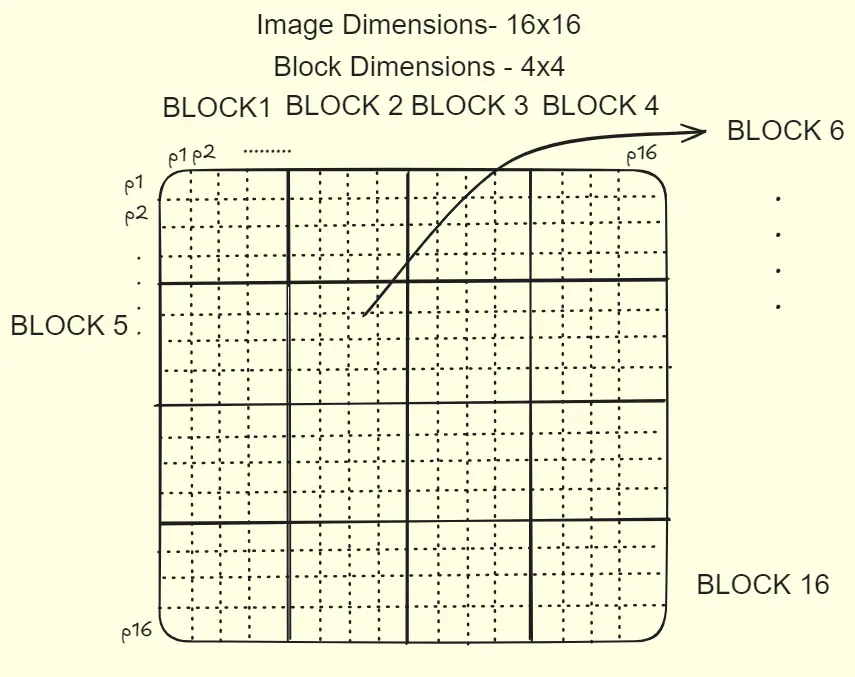 Image Dimensions- 16x16
Block Dimensions - 4x4
BLOCK1 BLOCK 2 BLOCK 3 BLOCK 4
BLOCK 6
p1 p2 ......... p16
p1
p2
BLOCK 5
BLOCK 16
p16